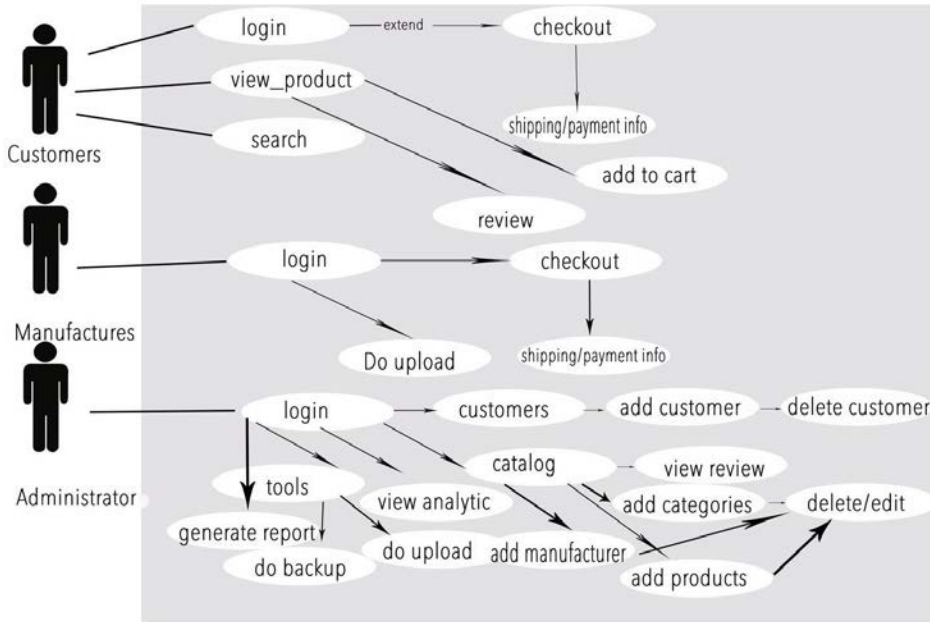 login
extend
checkout
view_product
shipping/payment info
search
Customers
add to cart
review
login
checkout
Manufactures
Do upload
shipping/payment info
login
customers
add customer
delete customer
catalog
view review
Administrator
tools
view analytic
add categories
delete/edit
generate report
do upload
add manufacturer
do backup
add products